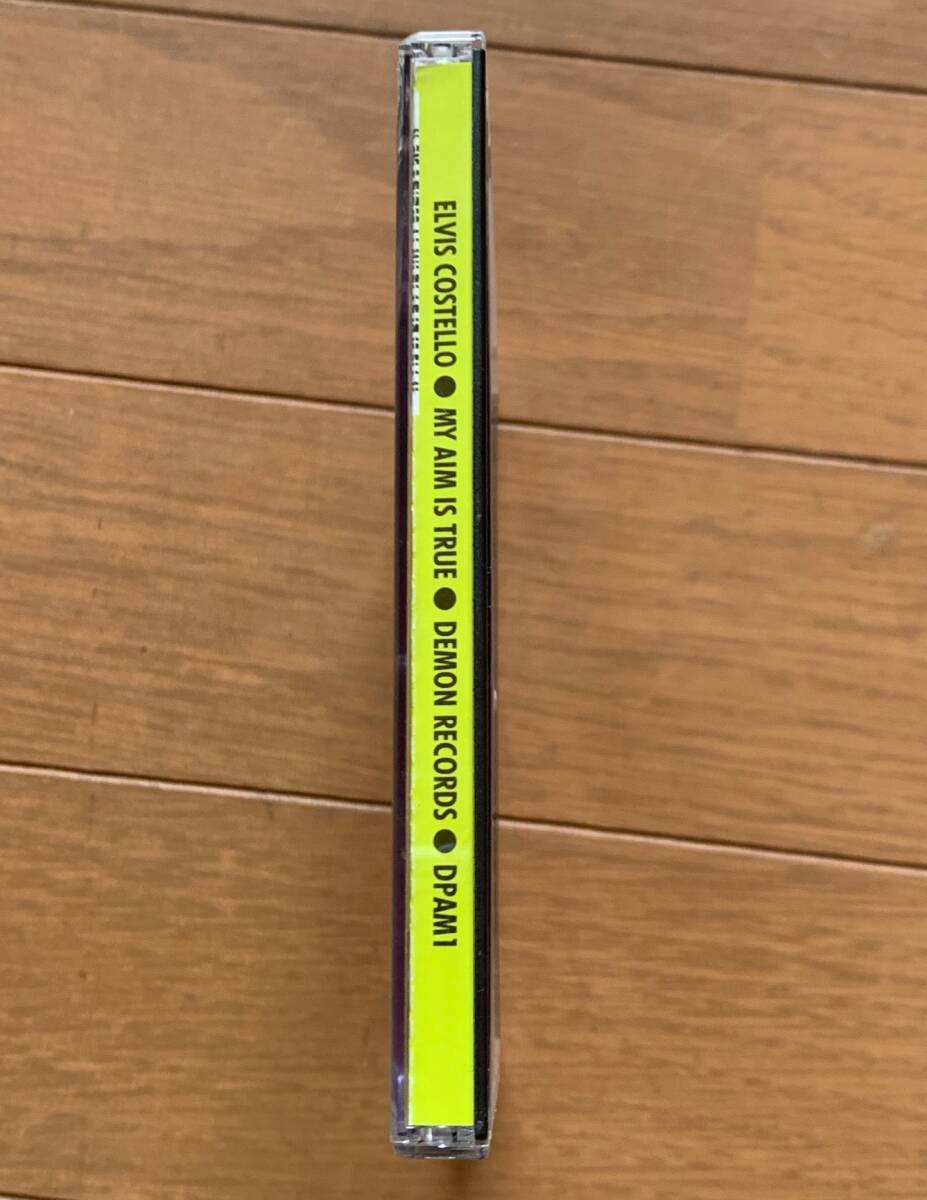 ELVIS COSTELLO ● MY AIM IS TRUE ● DEMON RECORDS ● DPAM1